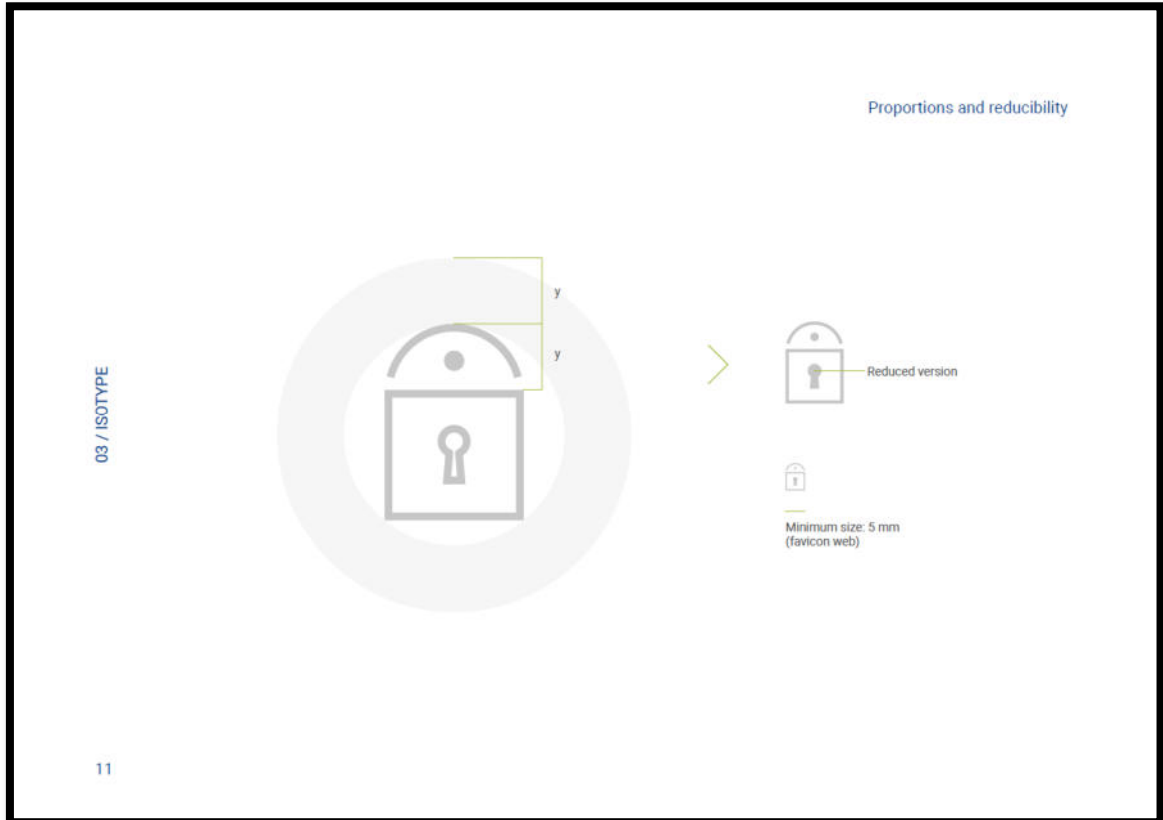 Proportions and reducibility
y
y
Reduced version
03 / ISOTYPE
Minimum size: 5 mm
(favicon web)
11